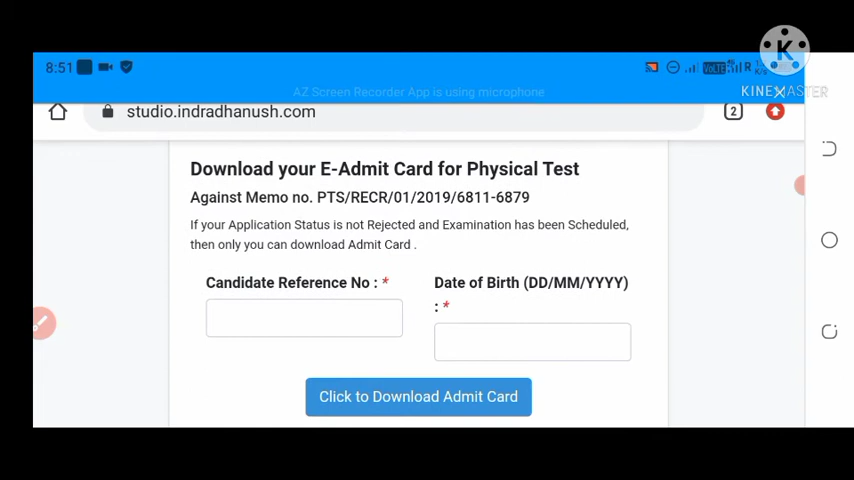 8:51
AZ Screen Recorder App is using microphone
KINEMASTER
studio.indradhanush.com
2
Download your E-Admit Card for Physical Test
Against Memo no. PTS/RECR/01/2019/6811-6879
If your Application Status is not Rejected and Examination has been Scheduled,
then only you can download Admit Card .
Candidate Reference No : *
Date of Birth (DD/MM/YYYY)
: *
Click to Download Admit Card